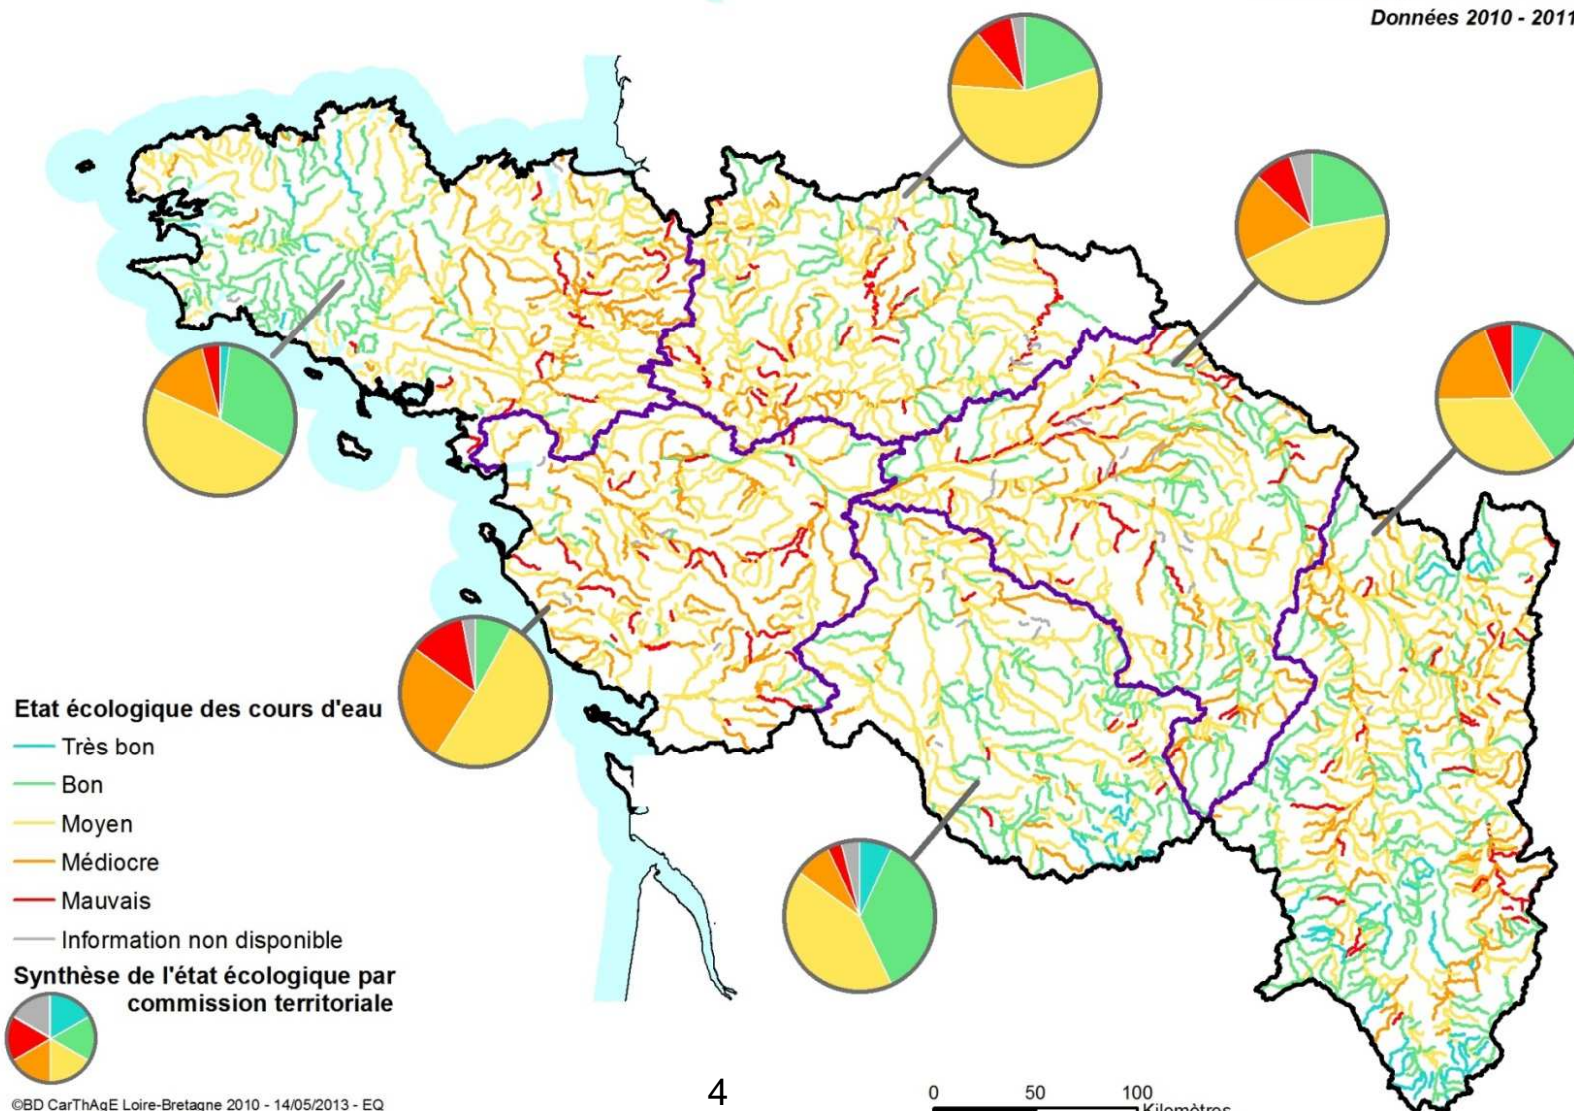 Données 2010 - 2011
Etat écologique des cours d'eau
Très bon
Bon
Moyen
Médiocre
Mauvais
Information non disponible
Synthèse de l'état écologique par
commission territoriale
©BD CarThAgE Loire-Bretagne 2010 - 14/05/2013 - EQ
4
0 50 100
Kilomètres